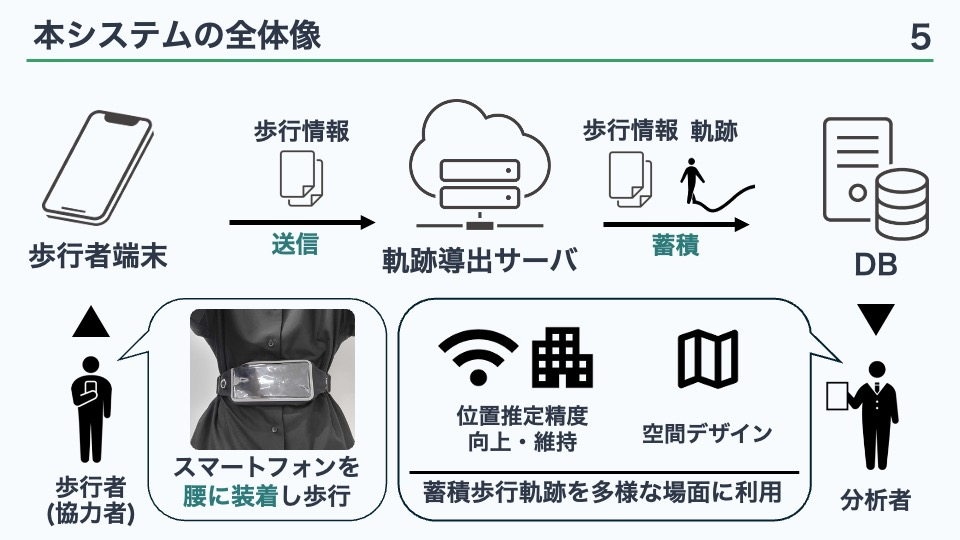 本システムの全体像
5
歩行情報
歩行情報 軌跡
送信
蓄積
歩行者端末
軌跡導出サーバ
DB
位置推定精度
向上・維持
空間デザイン
スマートフォンを
腰に装着し歩行
蓄積歩行軌跡を多様な場面に利用
歩行者
(協力者)
分析者